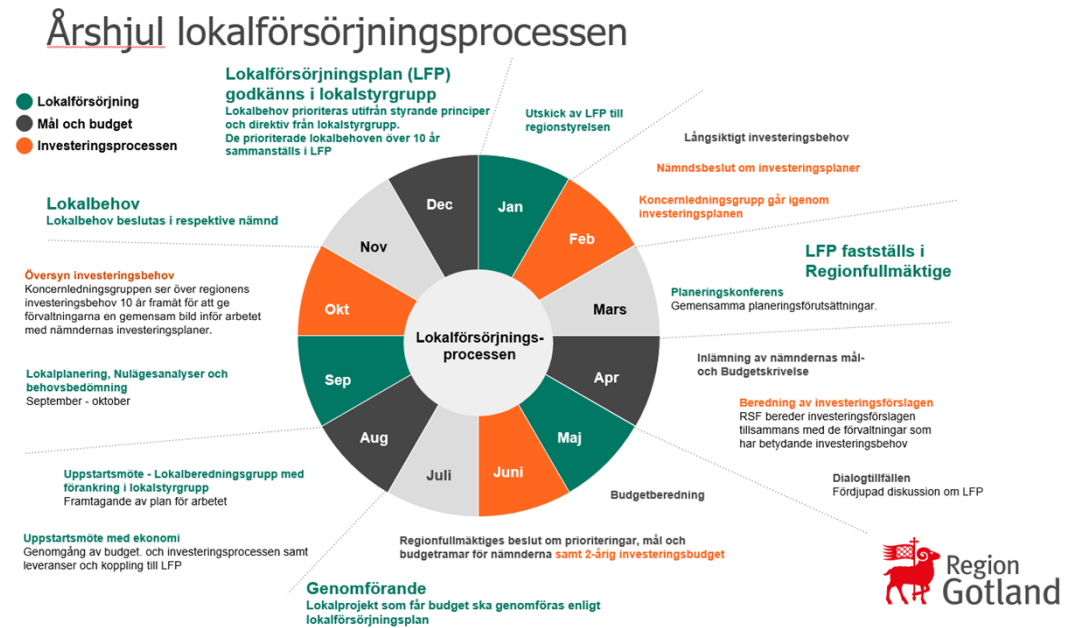 Årshjul lokalförsörjningsprocessen
Lokalförsörjning
Mål och budget
Investeringsprocessen
Lokalförsörjningsplan (LFP)
godkänns i lokalstyrgrupp
Lokalbehov prioriteras utifrån styrande principer
och direktiv från lokalstyrgrupp.
De prioriterade lokalbehoven över 10 år
sammanställs i LFP
Utskick av LFP till
regionstyrelsen
Långsiktigt investeringsbehov
Nämndsbeslut om investeringsplaner
Koncernledningsgrupp går igenom
investeringsplanen
LFP fastställs i
Regionfullmäktige
Planeringskonferens
Gemensamma planeringsförutsättningar.
Inlämning av nämndernas mål-
och Budgetskrivelse
Beredning av investeringsförslagen
RSF bereder investeringsförslagen
tillsammans med de förvaltningar som
har betydande investeringsbehov
Dialogtillfällen
Fördjupad diskussion om LFP
Budgetberedning
Regionfullmäktiges beslut om prioriteringar, mål och
budgetramar för nämnderna samt 2-årig investeringsbudget
Genomförande
Lokalprojekt som får budget ska genomföras enligt
lokalförsörjningsplan
Uppstartsmöte med ekonomi
Genomgång av budget. och investeringsprocessen samt
leveranser och koppling till LFP
Uppstartsmöte - Lokalberedningsgrupp med
förankring i lokalstyrgrupp
Framtagande av plan för arbetet
Lokalplanering, Nulägesanalyser och
behovsbedömning
September - oktober
Översyn investeringsbehov
Koncernledningsgruppen ser över regionens
investeringsbehov 10 år framåt för att ge
förvaltningarna en gemensam bild inför arbetet
med nämndernas investeringsplaner.
Lokalbehov
Lokalbehov beslutas i respektive nämnd
Jan
Feb
Mars
Apr
Maj
Juni
Juli
Aug
Sep
Okt
Nov
Dec
Lokalförsörjnings-
processen
Region
Gotland